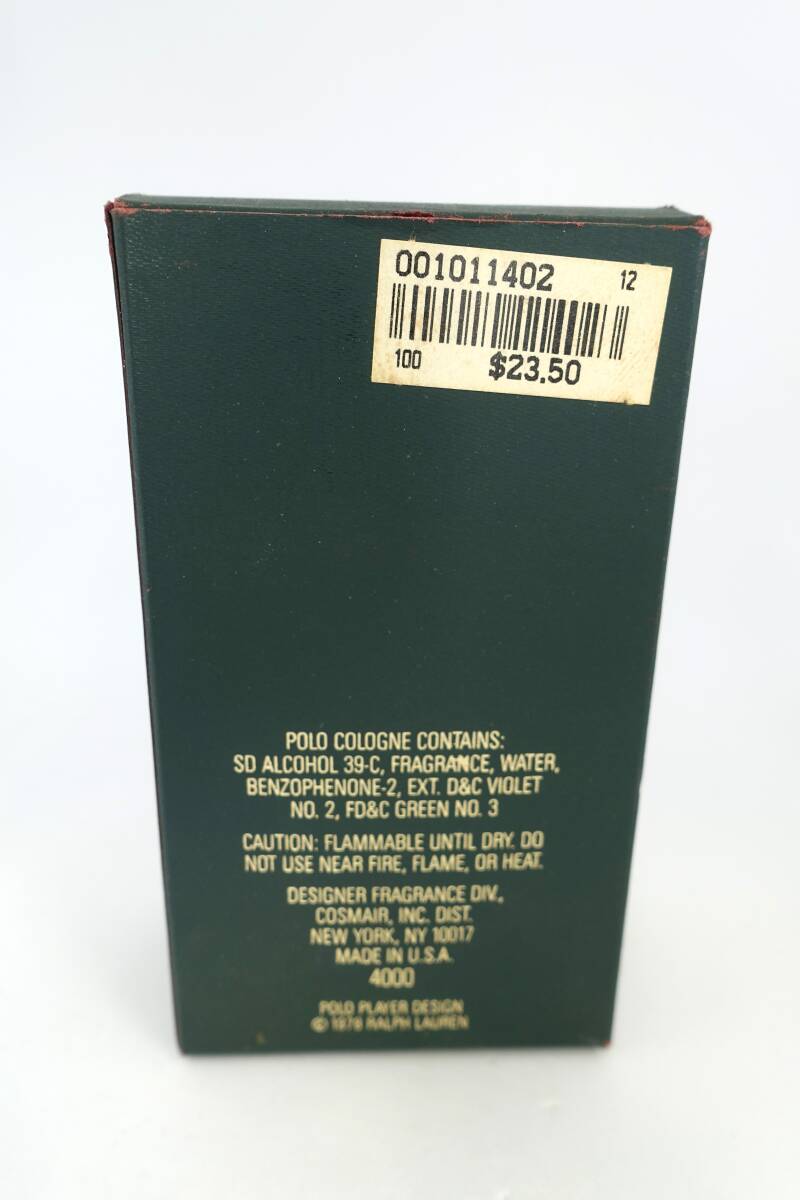 001011402 12
100 $23.50
POLO COLOGNE CONTAINS:
SD ALCOHOL 39-C, FRAGRANCE, WATER,
BENZOPHENONE-2, EXT. D&C VIOLET
NO. 2, FD&C GREEN NO. 3
CAUTION: FLAMMABLE UNTIL DRY. DO
NOT USE NEAR FIRE, FLAME, OR HEAT.
DESIGNER FRAGRANCE DIV.,
COSMAIR, INC. DIST.
NEW YORK, NY 10017
MADE IN U.S.A.
4000
POLO PLAYER DESIGN
© 1978 RALPH LAUREN